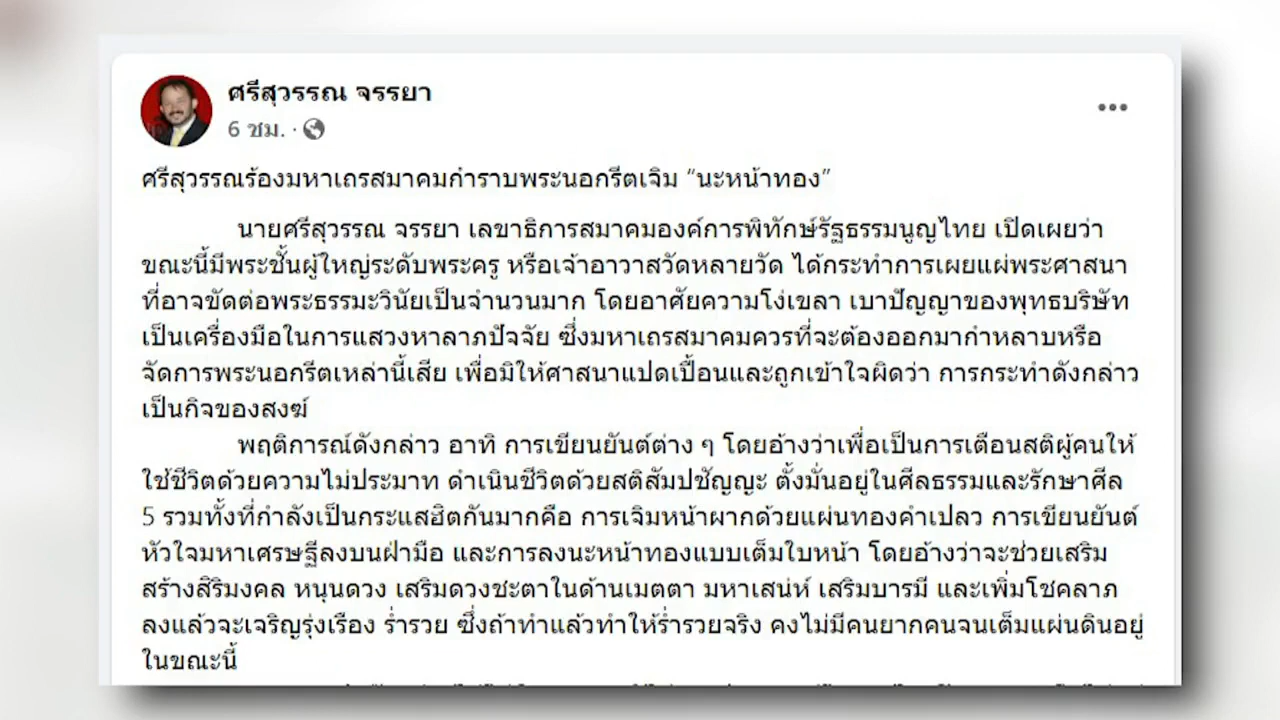 ศรีสุวรรณ จรรยา
6 ชม. ·
ศรีสุวรรณร้องมหาเถรสมาคมกำราบพระนอกรีตเจิม “นะหน้าทอง”
นายศรีสุวรรณ จรรยา เลขาธิการสมาคมองค์การพิทักษ์รัฐธรรมนูญไทย เปิดเผยว่า
ขณะนี้มีพระชั้นผู้ใหญ่ระดับพระครู หรือเจ้าอาวาสวัดหลายวัด ได้กระทำการเผยแผ่พระศาสนา
ที่อาจขัดต่อพระธรรมะวินัยเป็นจำนวนมาก โดยอาศัยความโง่เขลา เบาปัญญาของพุทธบริษัท
เป็นเครื่องมือในการแสวงหาลาภปัจจัย ซึ่งมหาเถรสมาคมควรที่จะต้องออกมากำหลาบหรือ
จัดการพระนอกรีตเหล่านี้เสีย เพื่อมิให้ศาสนาแปดเปื้อนและถูกเข้าใจผิดว่า การกระทำดังกล่าว
เป็นกิจของสงฆ์
พฤติการณ์ดังกล่าว อาทิ การเขียนยันต์ต่าง ๆ โดยอ้างว่าเพื่อเป็นการเตือนสติผู้คนให้
ใช้ชีวิตด้วยความไม่ประมาท ดำเนินชีวิตด้วยสติสัมปชัญญะ ตั้งมั่นอยู่ในศีลธรรมและรักษาศีล
5 รวมทั้งที่กำลังเป็นกระแสฮิตกันมากคือ การเจิมหน้าผากด้วยแผ่นทองคำเปลว การเขียนยันต์
หัวใจมหาเศรษฐีลงบนฝ่ามือ และการลงนะหน้าทองแบบเต็มใบหน้า โดยอ้างว่าจะช่วยเสริม
สร้างสิริมงคล หนุนดวง เสริมดวงชะตาในด้านเมตตา มหาเสน่ห์ เสริมบารมี และเพิ่มโชคลาภ
ลงแล้วจะเจริญรุ่งเรือง ร่ำรวย ซึ่งถ้าทำแล้วทำให้ร่ำรวยจริง คงไม่มีคนยากคนจนเต็มแผ่นดินอยู่
ในขณะนี้